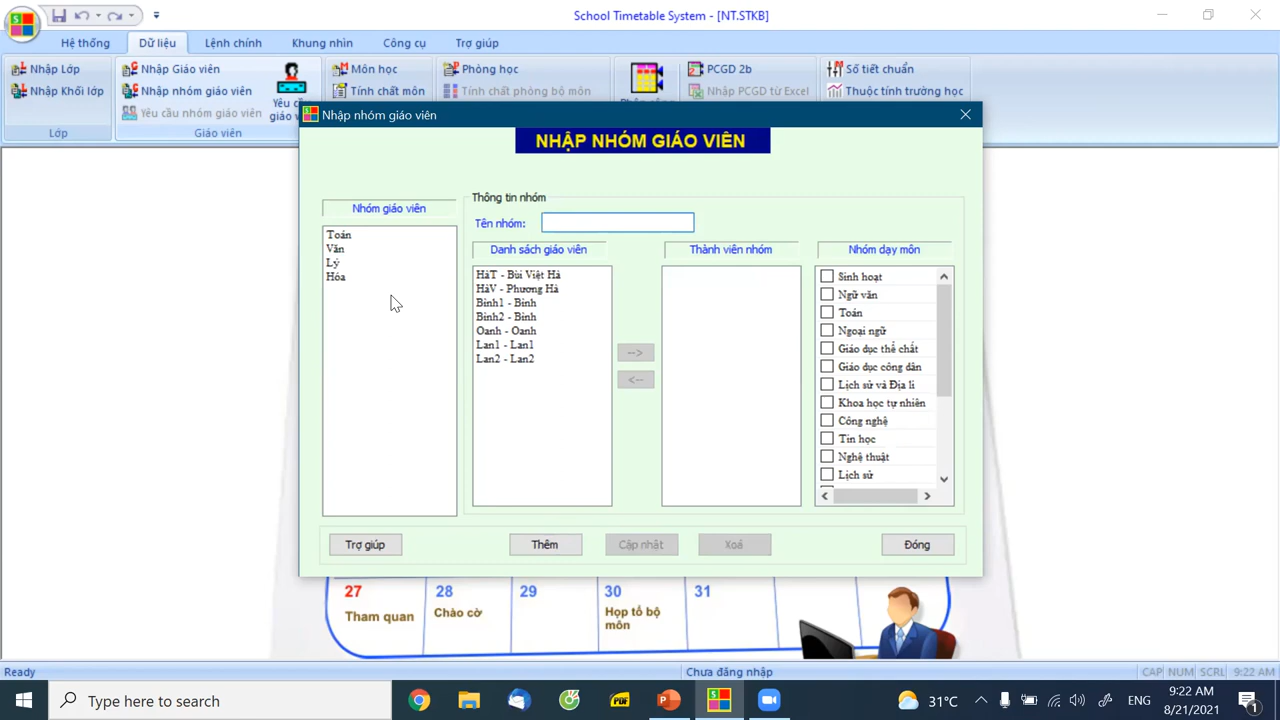 School Timetable System - [NT.STKB]
Hệ thống
Dữ liệu
Lệnh chính
Khung nhìn
Công cụ
Trợ giúp
Nhập Lớp
Nhập Khối lớp
Lớp
Nhập Giáo viên
Nhập nhóm giáo viên
Yêu cầu nhóm giáo viên
Yêu cầu
giáo v
Giáo viên
Môn học
Tính chất môn
Phòng học
Tính chất phòng bộ môn
PCGD 2b
Nhập PCGD từ Excel
Số tiết chuẩn
Thuộc tính trường học
Nhập nhóm giáo viên
NHẬP NHÓM GIÁO VIÊN
Nhóm giáo viên
Toán
Văn
Lý
Hóa
Thông tin nhóm
Tên nhóm:
Danh sách giáo viên
HàT - Bùi Việt Hà
HàV - Phương Hà
Bình1 - Bình
Bình2 - Bình
Oanh - Oanh
Lan1 - Lan1
Lan2 - Lan2
-->
<--
Thành viên nhóm
Nhóm dạy môn
Sinh hoạt
Ngữ văn
Toán
Ngoại ngữ
Giáo dục thể chất
Giáo dục công dân
Lịch sử và Địa lí
Khoa học tự nhiên
Công nghệ
Tin học
Nghệ thuật
Lịch sử
Trợ giúp
Thêm
Cập nhật
Xoá
Đóng
27
Tham quan
28
Chào cờ
29
30
Họp tổ bộ
môn
31
Ready
Chưa đăng nhập
CAP NUM SCRL 9:22 AM
Type here to search
PDF
31°C
ENG
9:22 AM
8/21/2021
1